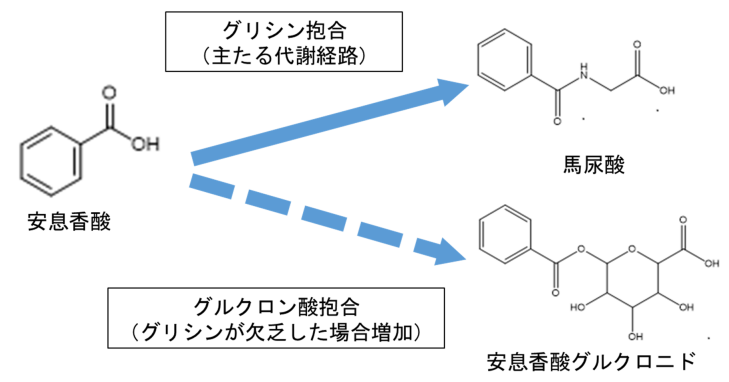 グリシン抱合
（主たる代謝経路）
O
OH
安息香酸
O
H
N
OH
O
馬尿酸
グルクロン酸抱合
（グリシンが欠乏した場合増加）
O
O
O
OH
O
HO
OH
OH
安息香酸グルクロニド